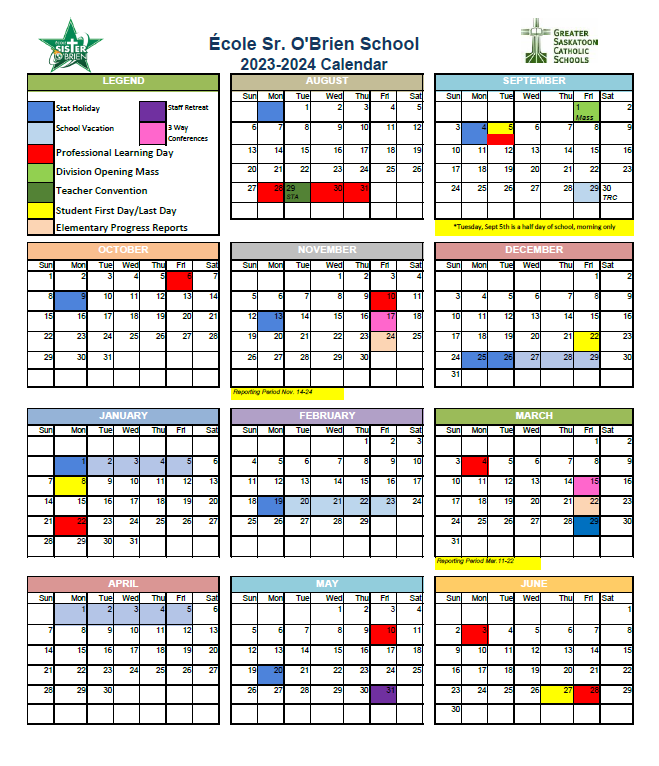 ÉCOLE SISTER O'BRIEN
École Sr. O'Brien School
2023-2024 Calendar
GREATER
SASKATOON
CATHOLIC
SCHOOLS
LEGEND
Stat Holiday
Staff Retreat
School Vacation
3 Way
Conferences
Professional Learning Day
Division Opening Mass
Teacher Convention
Student First Day/Last Day
Elementary Progress Reports
AUGUST
Sun Mon Tue Wed Thu Fri Sat
1 2 3 4 5
6 7 8 9 10 11 12
13 14 15 16 17 18 19
20 21 22 23 24 25 26
27 28 29 30 31
STA
SEPTEMBER
Sun Mon Tue Wed Thu Fri Sat
1 2
Mass
3 4 5 6 7 8 9
10 11 12 13 14 15 16
17 18 19 20 21 22 23
24 25 26 27 28 29 30
TRC
*Tuesday, Sept 5th is a half day of school, morning only
OCTOBER
Sun Mon Tue Wed Thu Fri Sat
1 2 3 4 5 6 7
8 9 10 11 12 13 14
15 16 17 18 19 20 21
22 23 24 25 26 27 28
29 30 31
NOVEMBER
Sun Mon Tue Wed Thu Fri Sat
1 2 3 4
5 6 7 8 9 10 11
12 13 14 15 16 17 18
19 20 21 22 23 24 25
26 27 28 29 30
Reporting Period Nov. 14-24
DECEMBER
Sun Mon Tue Wed Thu Fri Sat
1 2
3 4 5 6 7 8 9
10 11 12 13 14 15 16
17 18 19 20 21 22 23
24 25 26 27 28 29 30
31
JANUARY
Sun Mon Tue Wed Thu Fri Sat
1 2 3 4 5 6
7 8 9 10 11 12 13
14 15 16 17 18 19 20
21 22 23 24 25 26 27
28 29 30 31
FEBRUARY
Sun Mon Tue Wed Thu Fri Sat
1 2 3
4 5 6 7 8 9 10
11 12 13 14 15 16 17
18 19 20 21 22 23 24
25 26 27 28 29
MARCH
Sun Mon Tue Wed Thu Fri Sat
1 2
3 4 5 6 7 8 9
10 11 12 13 14 15 16
17 18 19 20 21 22 23
24 25 26 27 28 29 30
31
Reporting Period Mar.11-22
APRIL
Sun Mon Tue Wed Thu Fri Sat
1 2 3 4 5 6
7 8 9 10 11 12 13
14 15 16 17 18 19 20
21 22 23 24 25 26 27
28 29 30
MAY
Sun Mon Tue Wed Thu Fri Sat
1 2 3 4
5 6 7 8 9 10 11
12 13 14 15 16 17 18
19 20 21 22 23 24 25
26 27 28 29 30 31
JUNE
Sun Mon Tue Wed Thu Fri Sat
1
2 3 4 5 6 7 8
9 10 11 12 13 14 15
16 17 18 19 20 21 22
23 24 25 26 27 28 29
30